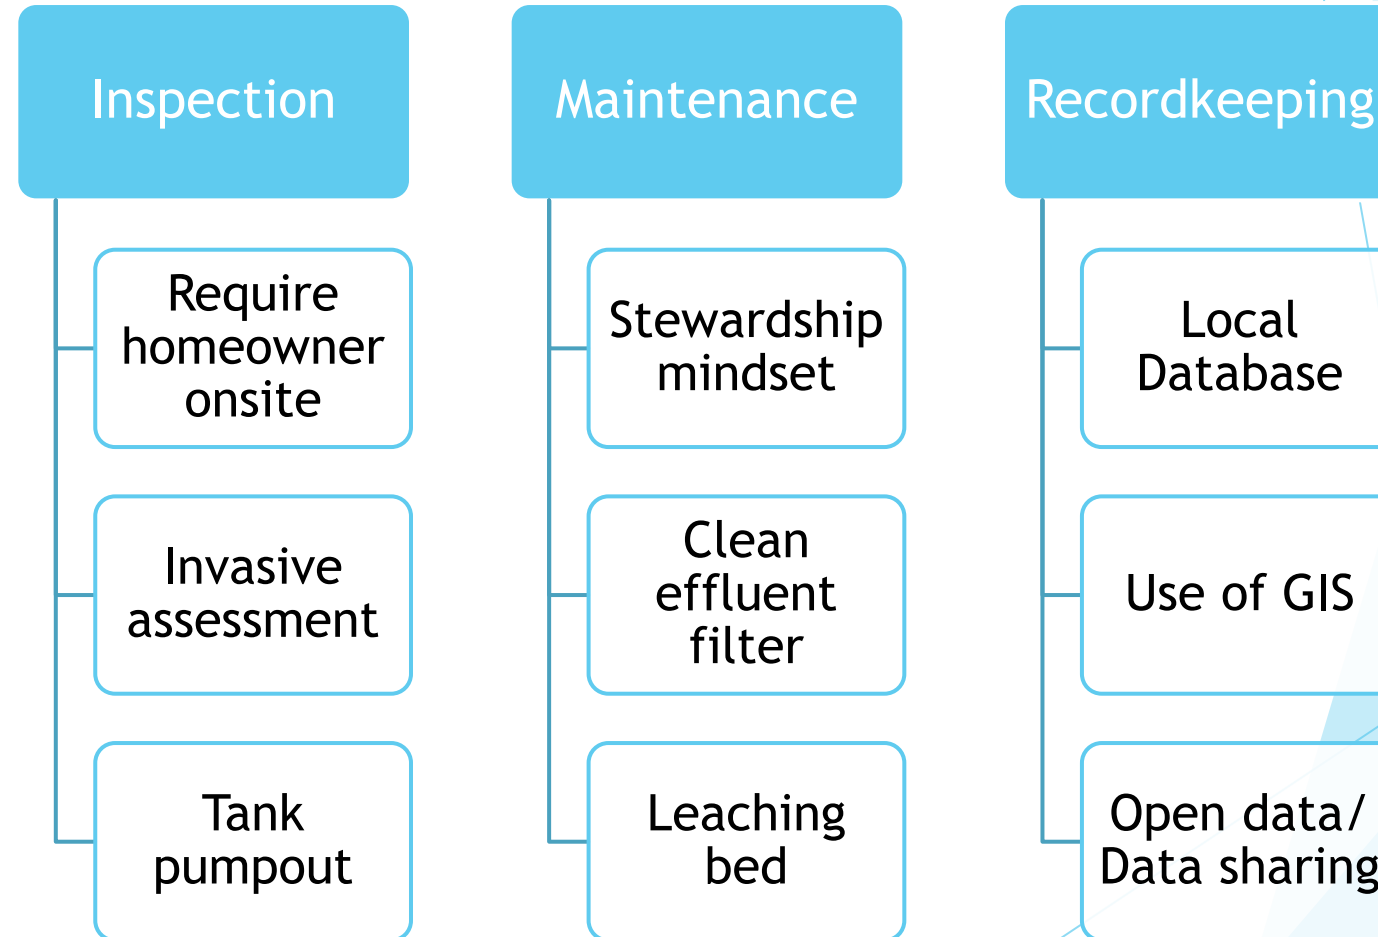 Inspection
Require
homeowner
onsite
Invasive
assessment
Tank
pumpout
Maintenance
Stewardship
mindset
Clean
effluent
filter
Leaching
bed
Recordkeeping
Local
Database
Use of GIS
Open data/
Data sharing